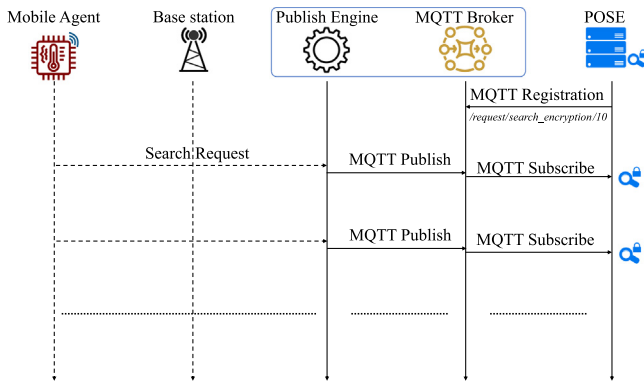 Mobile Agent
Base station
Publish Engine
MQTT Broker
POSE
MQTT Registration
/request/search_encryption/10
Search Request
MQTT Publish
MQTT Subscribe
MQTT Publish
MQTT Subscribe